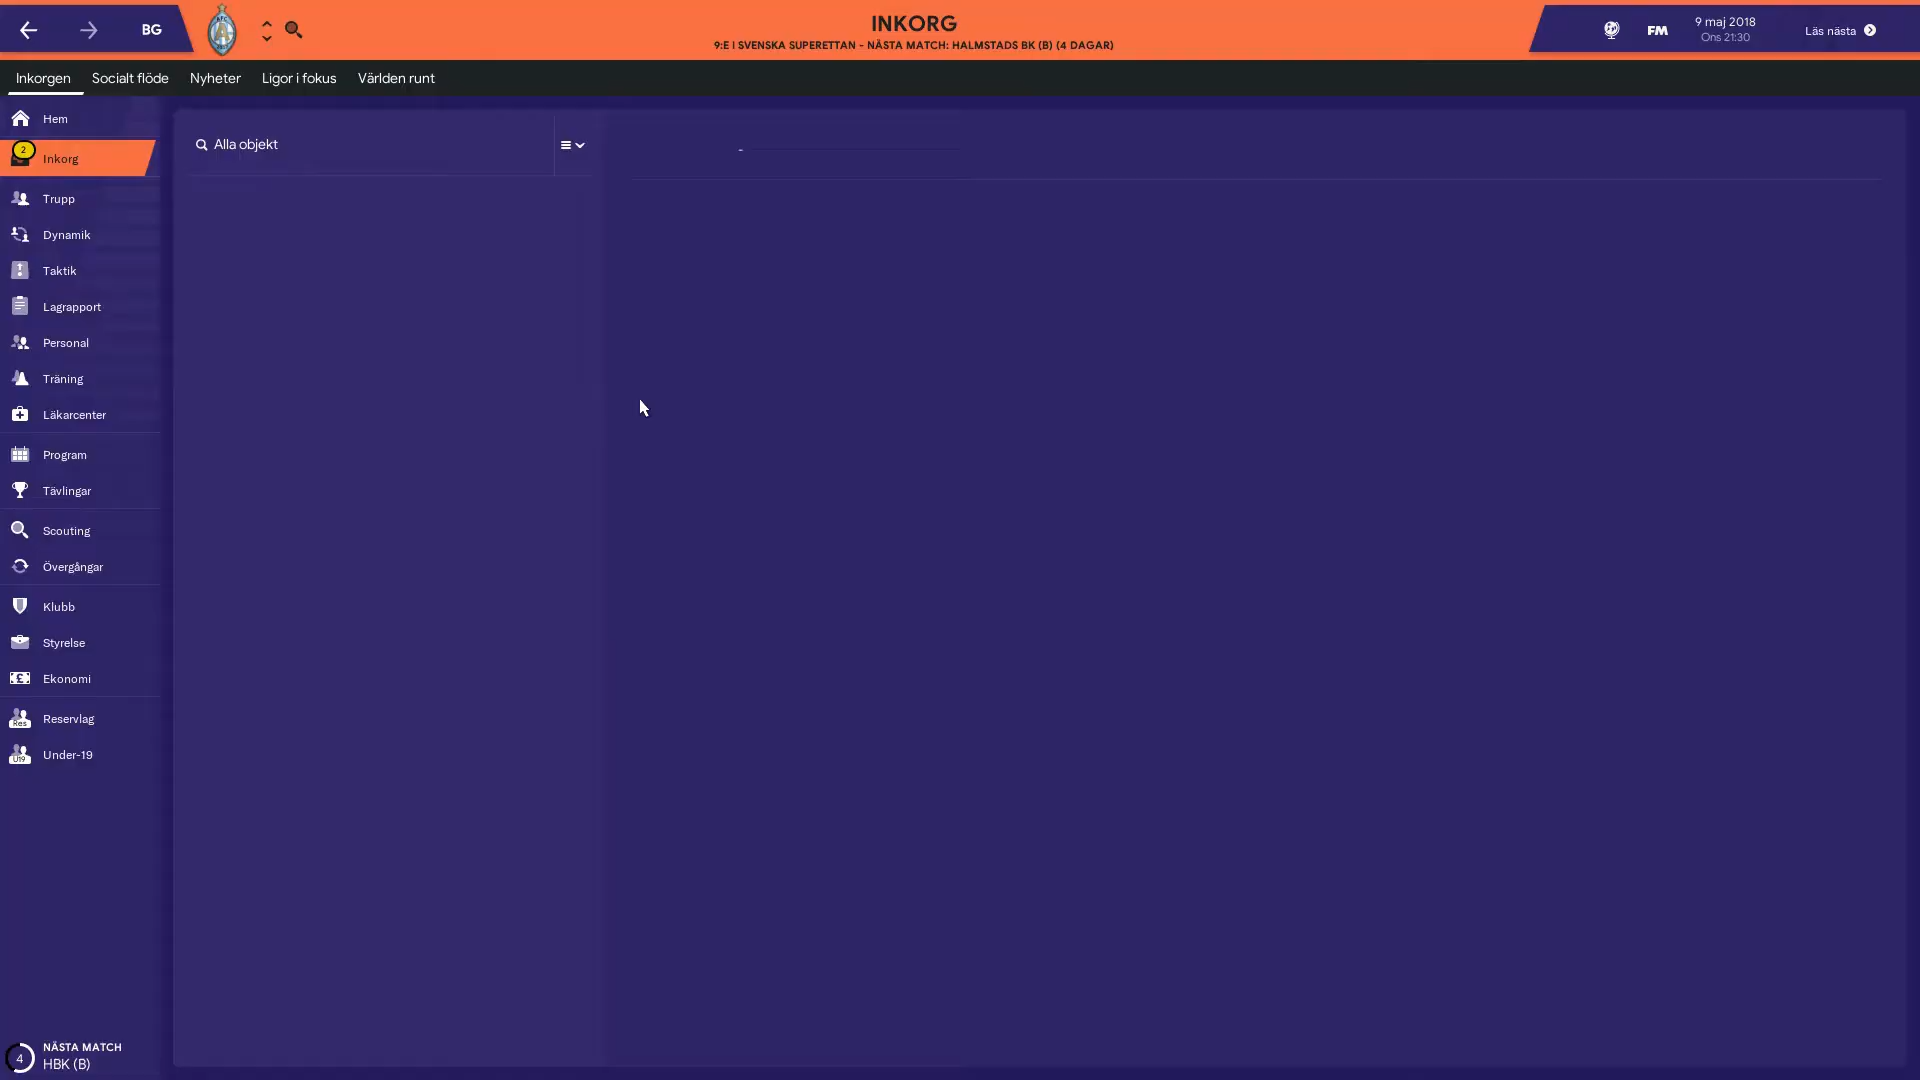 BG
INKORG
9:E I SVENSKA SUPERETTAN - NÄSTA MATCH: HALMSTADS BK (B) (4 DAGAR)
FM
9 maj 2018
Ons 21:30
Läs nästa
Inkorgen
Socialt flöde
Nyheter
Ligor i fokus
Världen runt
Hem
2
Inkorg
Alla objekt
-
Trupp
Dynamik
Taktik
Lagrapport
Personal
Träning
Läkarcenter
Program
Tävlingar
Scouting
Övergångar
Klubb
Styrelse
Ekonomi
Res
Reservlag
U19
Under-19
4
NÄSTA MATCH
HBK (B)